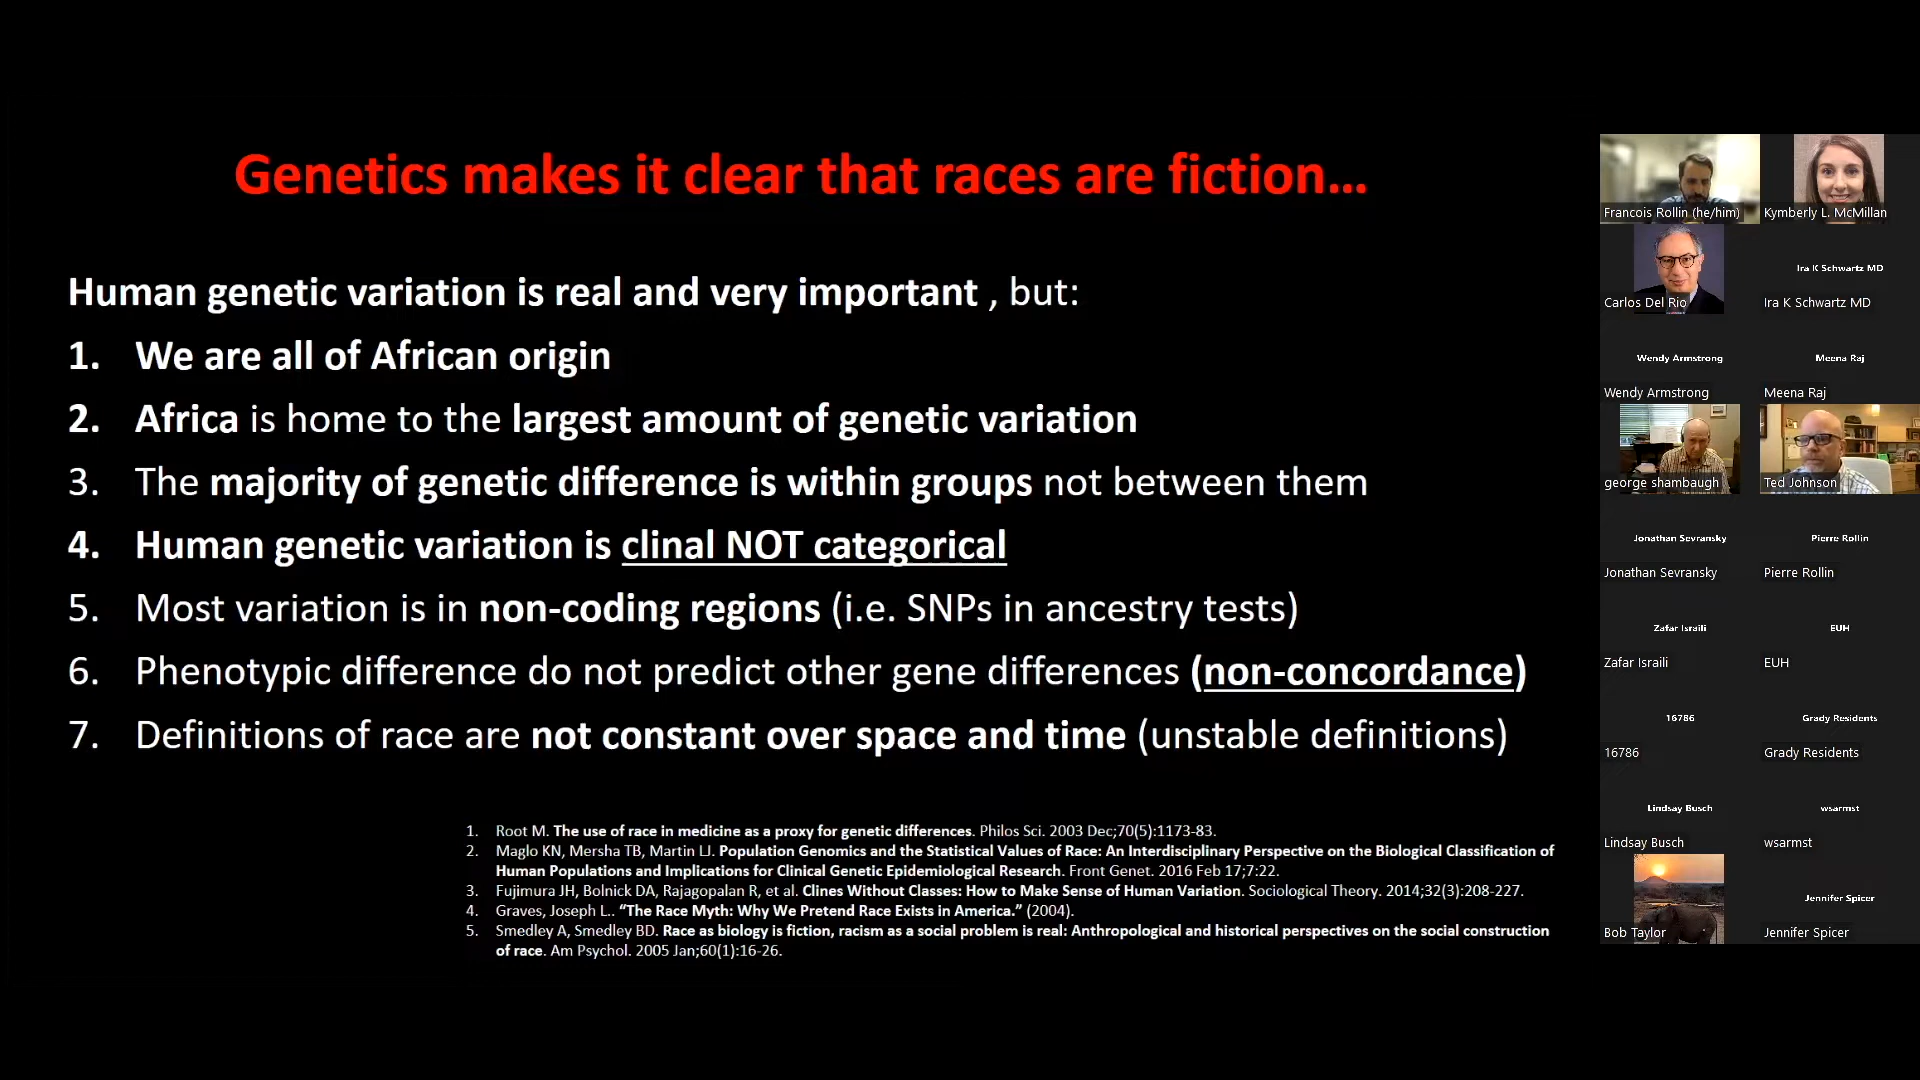 Genetics makes it clear that races are fiction...
Human genetic variation is real and very important , but:
1. We are all of African origin
2. Africa is home to the largest amount of genetic variation
3. The majority of genetic difference is within groups not between them
4. Human genetic variation is clinal NOT categorical
5. Most variation is in non-coding regions (i.e. SNPs in ancestry tests)
6. Phenotypic difference do not predict other gene differences (non-concordance)
7. Definitions of race are not constant over space and time (unstable definitions)
1. Root M. The use of race in medicine as a proxy for genetic differences. Philos Sci. 2003 Dec;70(5):1173-83.
2. Maglo KN, Mersha TB, Martin LJ. Population Genomics and the Statistical Values of Race: An Interdisciplinary Perspective on the Biological Classification of
Human Populations and Implications for Clinical Genetic Epidemiological Research. Front Genet. 2016 Feb 17;7:22.
3. Fujimura JH, Bolnick DA, Rajagopalan R, et al. Clines Without Classes: How to Make Sense of Human Variation. Sociological Theory. 2014;32(3):208-227.
4. Graves, Joseph L.. “The Race Myth: Why We Pretend Race Exists in America.” (2004).
5. Smedley A, Smedley BD. Race as biology is fiction, racism as a social problem is real: Anthropological and historical perspectives on the social construction
of race. Am Psychol. 2005 Jan;60(1):16-26.
Francois Rollin (he/him)
Kymberly L. McMillan
Carlos Del Rio
Ira K Schwartz MD
Ira K Schwartz MD
Wendy Armstrong
Meena Raj
Wendy Armstrong
Meena Raj
george shambaugh
Ted Johnson
Jonathan Sevransky
Pierre Rollin
Jonathan Sevransky
Pierre Rollin
Zafar Israili
EUH
Zafar Israili
EUH
16786
Grady Residents
16786
Grady Residents
Lindsay Busch
wsarmst
Lindsay Busch
wsarmst
Jennifer Spicer
Bob Taylor
Jennifer Spicer